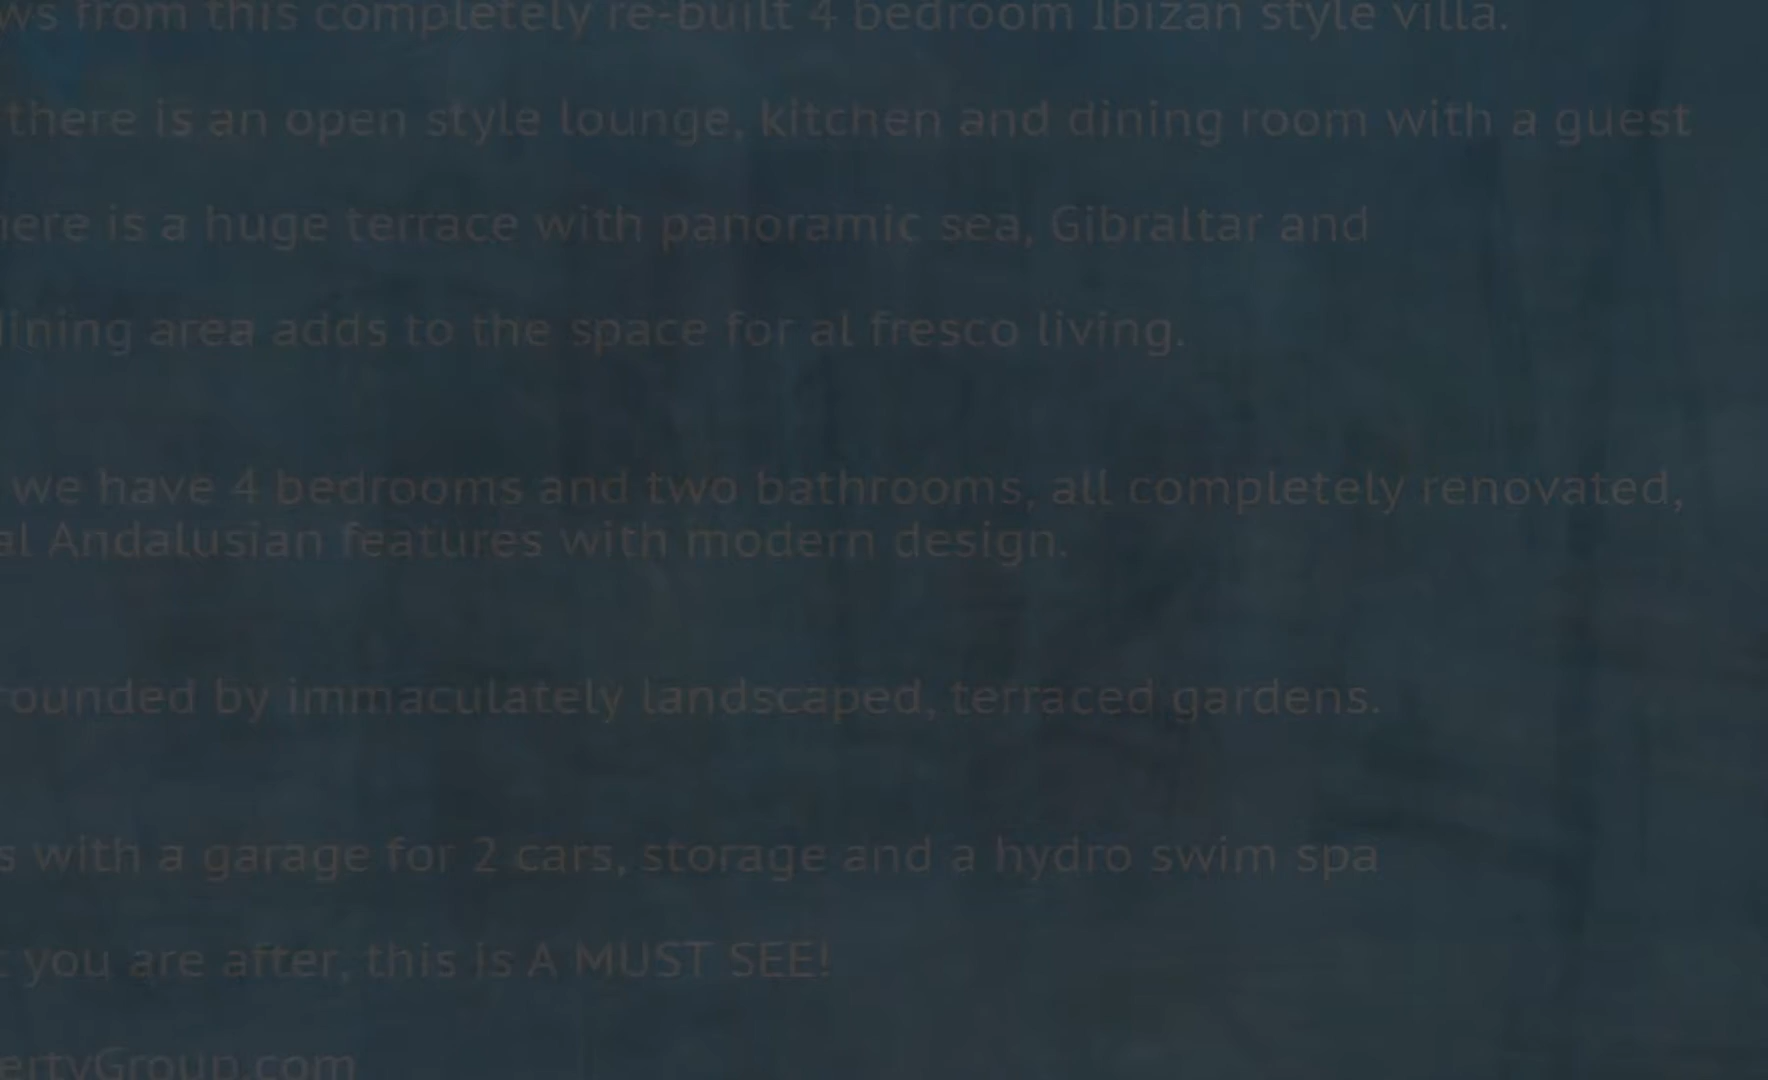 ws from this completely re-built 4 bedroom Ibizan style villa.
there is an open style lounge, kitchen and dining room with a guest
here is a huge terrace with panoramic sea, Gibraltar and
dining area adds to the space for al fresco living.
we have 4 bedrooms and two bathrooms, all completely renovated,
al Andalusian features with modern design.
rounded by immaculately landscaped, terraced gardens.
s with a garage for 2 cars, storage and a hydro swim spa
t you are after, this is A MUST SEE!
ertyGroup.com